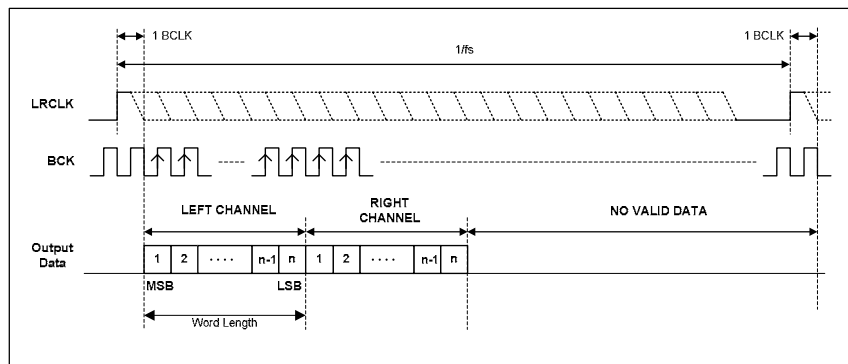 1 BCLK
1 BCLK
1/fs
LRCLK
BCK
LEFT CHANNEL
RIGHT
CHANNEL
NO VALID DATA
Output
Data
1 2 .... n-1 n 1 2 .... n-1 n
MSB
LSB
Word Length